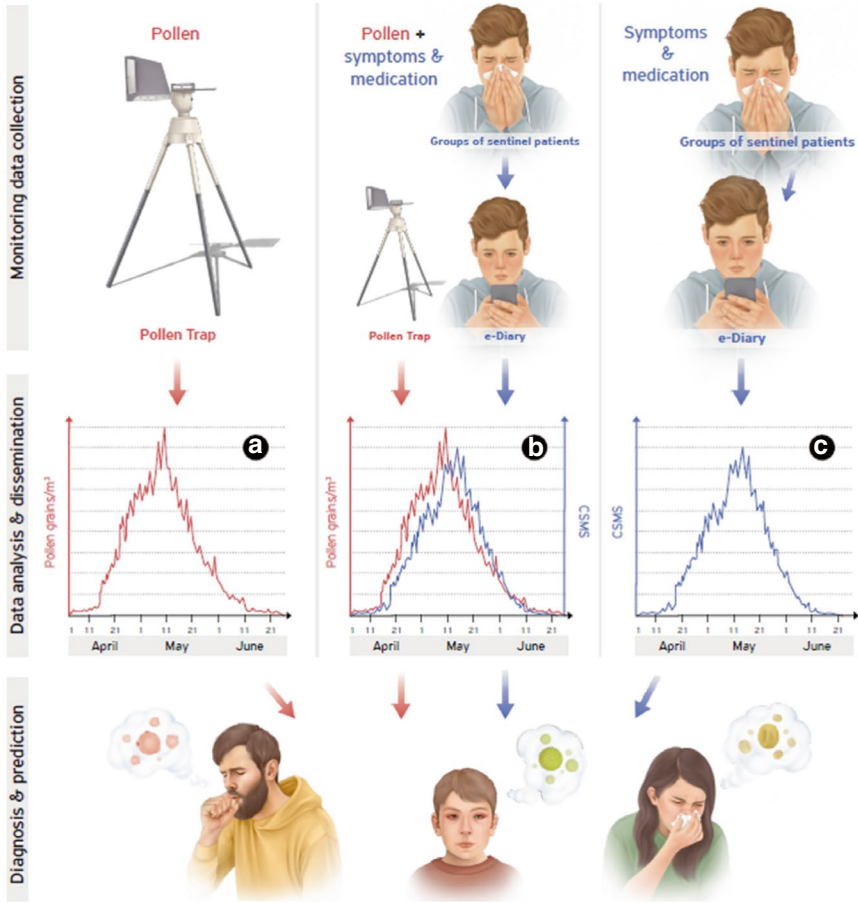 Monitoring data collection
Pollen
Pollen Trap
Pollen +
symptoms &
medication
Groups of sentinel patients
Pollen Trap
e-Diary
Symptoms
&
medication
Groups of sentinel patients
e-Diary
Data analysis & dissemination
a
Pollen grains/m³
1 11 21 1 11 21 1 11 21
April May June
b
Pollen grains/m³
CSMS
1 11 21 1 11 21 1 11 21
April May June
c
CSMS
1 11 21 1 11 21 1 11 21
April May June
Diagnosis & prediction